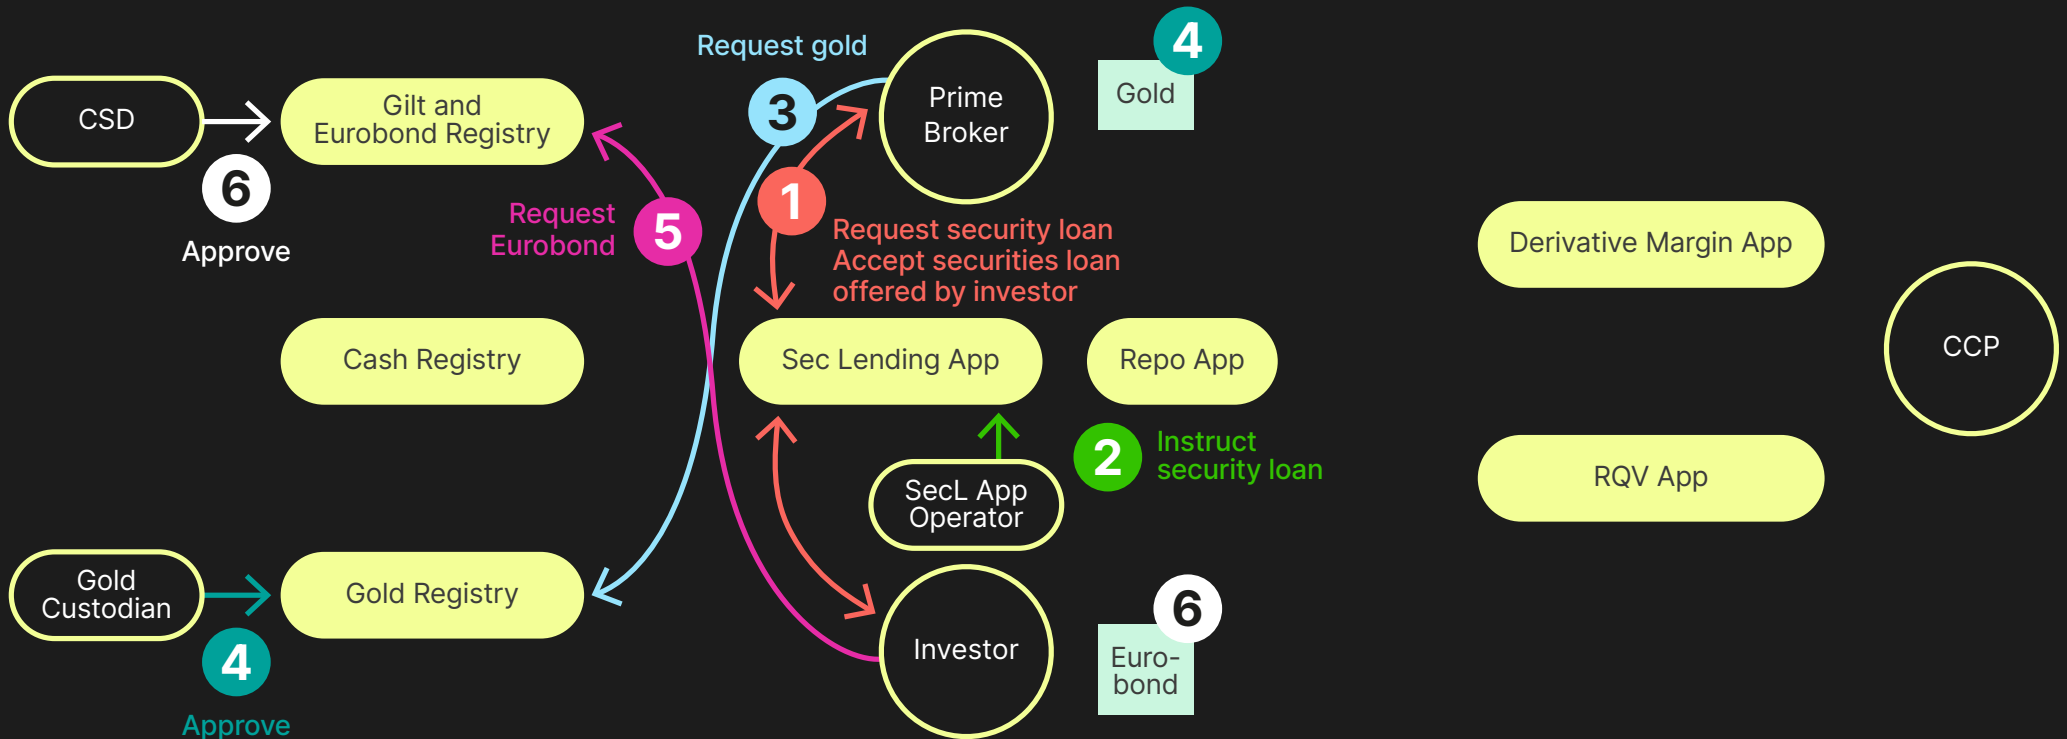 Request gold
4
Gold
3
Prime
Broker
CSD
Gilt and
Eurobond Registry
6
Approve
1
Request
Eurobond
5
Request security loan
Accept securities loan
offered by investor
Derivative Margin App
CCP
Cash Registry
Sec Lending App
Repo App
2
Instruct
security loan
SecL App
Operator
RQV App
Gold
Custodian
Gold Registry
4
Approve
Investor
6
Euro-
bond